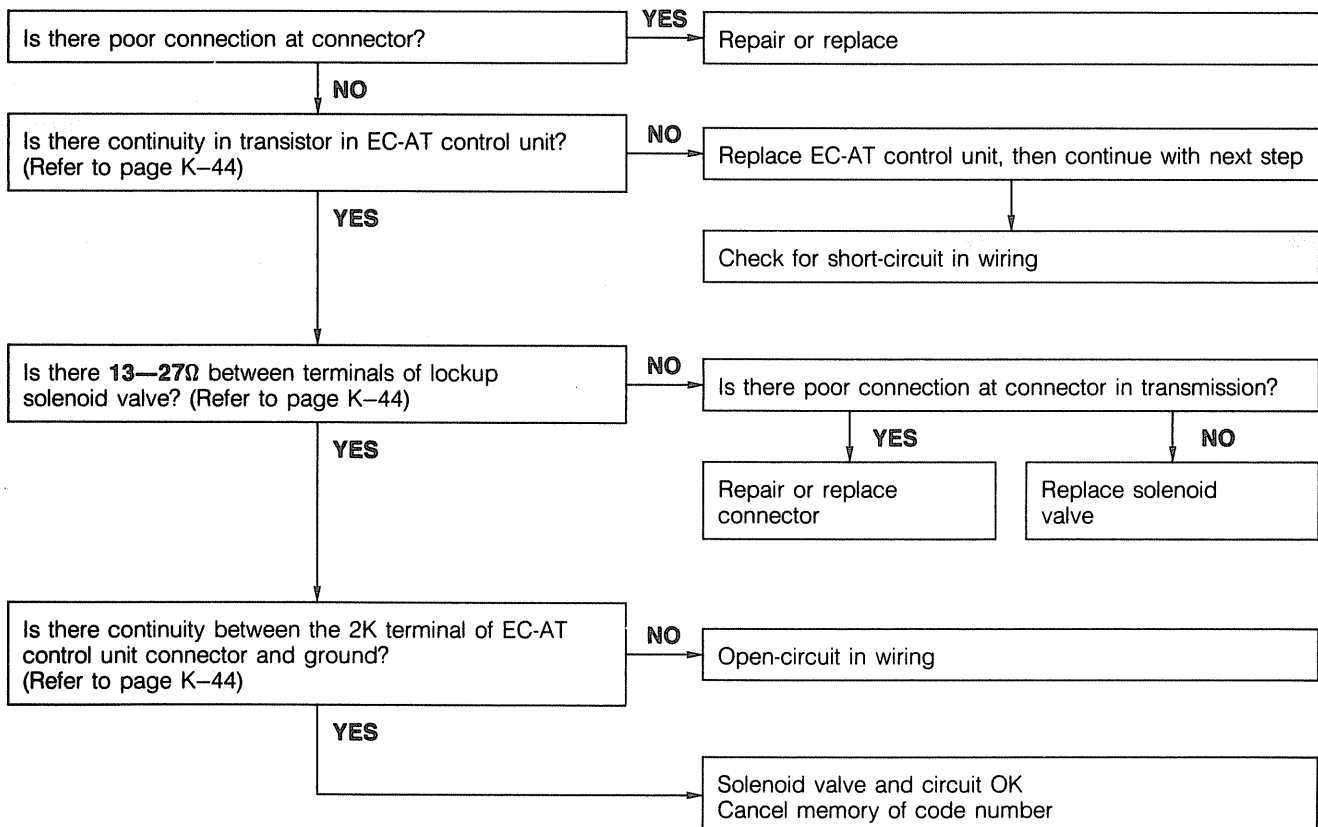 Is there poor connection at connector?
YES
Repair or replace
NO
Is there continuity in transistor in EC-AT control unit?
(Refer to page K–44)
NO
Replace EC-AT control unit, then continue with next step
YES
Check for short-circuit in wiring
Is there 13—27Ω between terminals of lockup
solenoid valve? (Refer to page K–44)
NO
Is there poor connection at connector in transmission?
YES
YES
NO
Repair or replace
connector
Replace solenoid
valve
Is there continuity between the 2K terminal of EC-AT
control unit connector and ground?
(Refer to page K–44)
NO
Open-circuit in wiring
YES
Solenoid valve and circuit OK
Cancel memory of code number